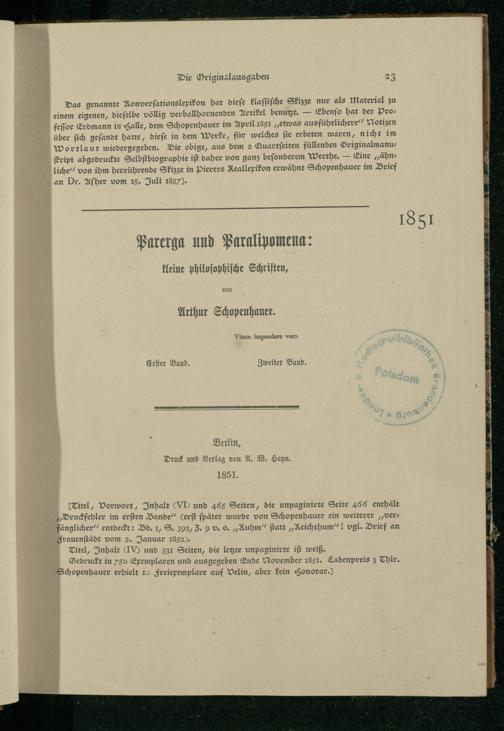 Die Originalausgaben 23
Das genannte Konversationslexikon hat diese klassische Skizze nur als Material zu
einem eigenen, dieselbe völlig verballhornenden Artikel benutzt. — Ebenso hat der Pro-
fessor Erdmann in Halle, dem Schopenhauer im April 1851 „etwas ausführlichere“ Notizen
über sich gesandt hatte, diese in dem Werke, für welches sie erbeten waren, nicht im
Wortlaut wiedergegeben. Die obige, aus dem 2 Quartseiten füllenden Originalmanu-
skript abgedruckte Selbstbiographie ist daher von ganz besonderem Werthe. — Eine „ähn-
liche“ von ihm herrührende Skizze in Pierers Reallexikon erwähnt Schopenhauer im Brief
an Dr. Asher vom 15. Juli 1857].
1851
Parerga und Paralipomena:
kleine philosophische Schriften,
von
Arthur Schopenhauer.
Vitam impendere vero.
Erster Band. Zweiter Band.
Berlin,
Druck und Verlag von A. W. Hayn.
1851.
[Titel, Vorwort, Inhalt (VI) und 465 Seiten, die unpaginirte Seite 466 enthält
„Druckfehler im ersten Bande“ (erst später wurde von Schopenhauer ein weiterer „ver-
fänglicher“ entdeckt: Bd. 1, S. 393, Z. 9 v. o. „Ruhm“ statt „Reichthum“! vgl. Brief an
Frauenstädt vom 2. Januar 1852).
Titel, Inhalt (IV) und 531 Seiten, die letzte unpaginirte ist weiß.
Gedruckt in 750 Exemplaren und ausgegeben Ende November 1851. Ladenpreis 3 Thlr.
Schopenhauer erhielt 10 Freiexemplare auf Velin, aber kein Honorar.]
Landes- u. Hochschulbibliothek Brandenburg
Potsdam